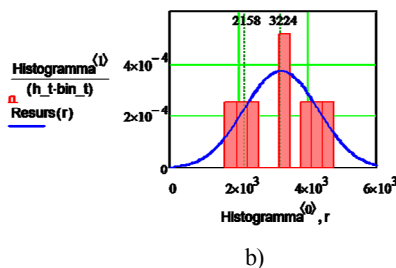 2158 3224
Histogramma⟨1⟩
(h_t·bin_t)
Resurs(r)
4×10⁻⁴
2×10⁻⁴
0
0 2×10³ 4×10³ 6×10³
Histogramma⟨0⟩, r
b)